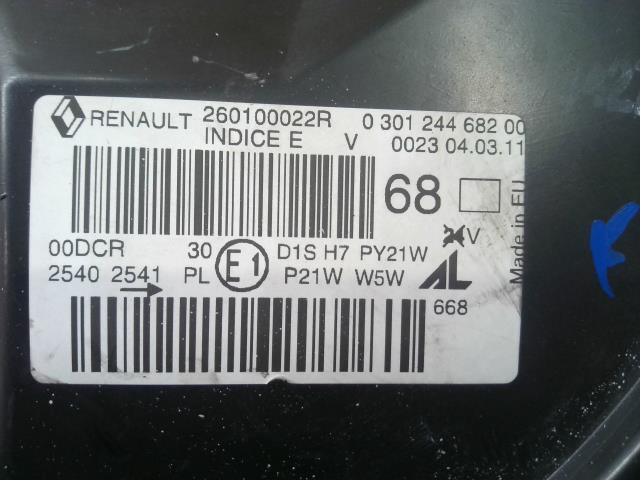 RENAULT 260100022R 0 301 244 682 00
INDICE E V 0023 04.03.11
68
Made in EU
00DCR 30 E1 D1S H7 PY21W V
2540 2541 PL P21W W5W AL
668